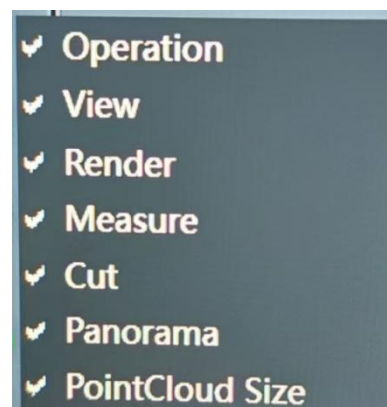 Operation
View
Render
Measure
Cut
Panorama
PointCloud Size